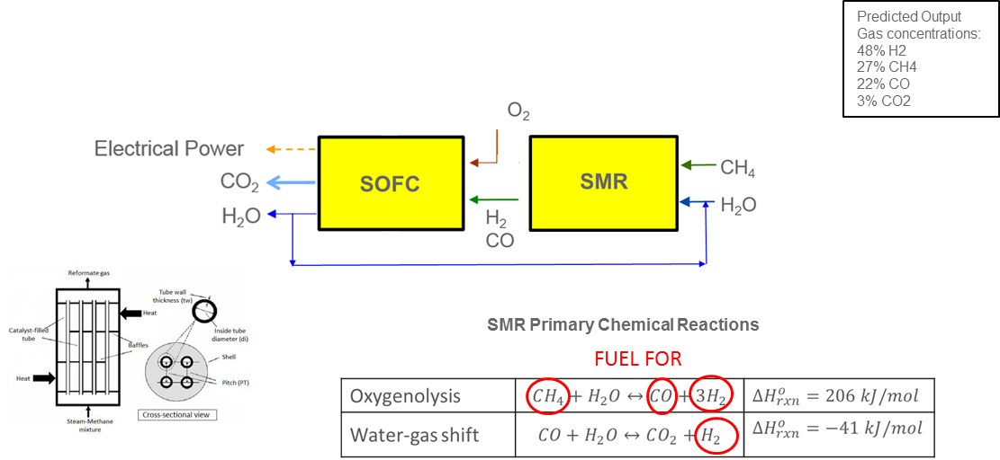 Predicted Output
Gas concentrations:
48% H2
27% CH4
22% CO
3% CO2
O₂
Electrical Power
CO₂
H₂O
SOFC
SMR
CH₄
H₂O
H₂
CO
Reformate gas
Tube wall
thickness (tw)
Heat
Inside tube
diameter (di)
Catalyst-filled
tube
Baffles
Shell
Heat
Pitch (PT)
Steam-Methane
mixture
Cross-sectional view
SMR Primary Chemical Reactions
FUEL FOR
Oxygenolysis CH₄ + H₂O ↔ CO + 3H₂ ΔH°rxn = 206 kJ/mol
Water-gas shift CO + H₂O ↔ CO₂ + H₂ ΔH°rxn = −41 kJ/mol